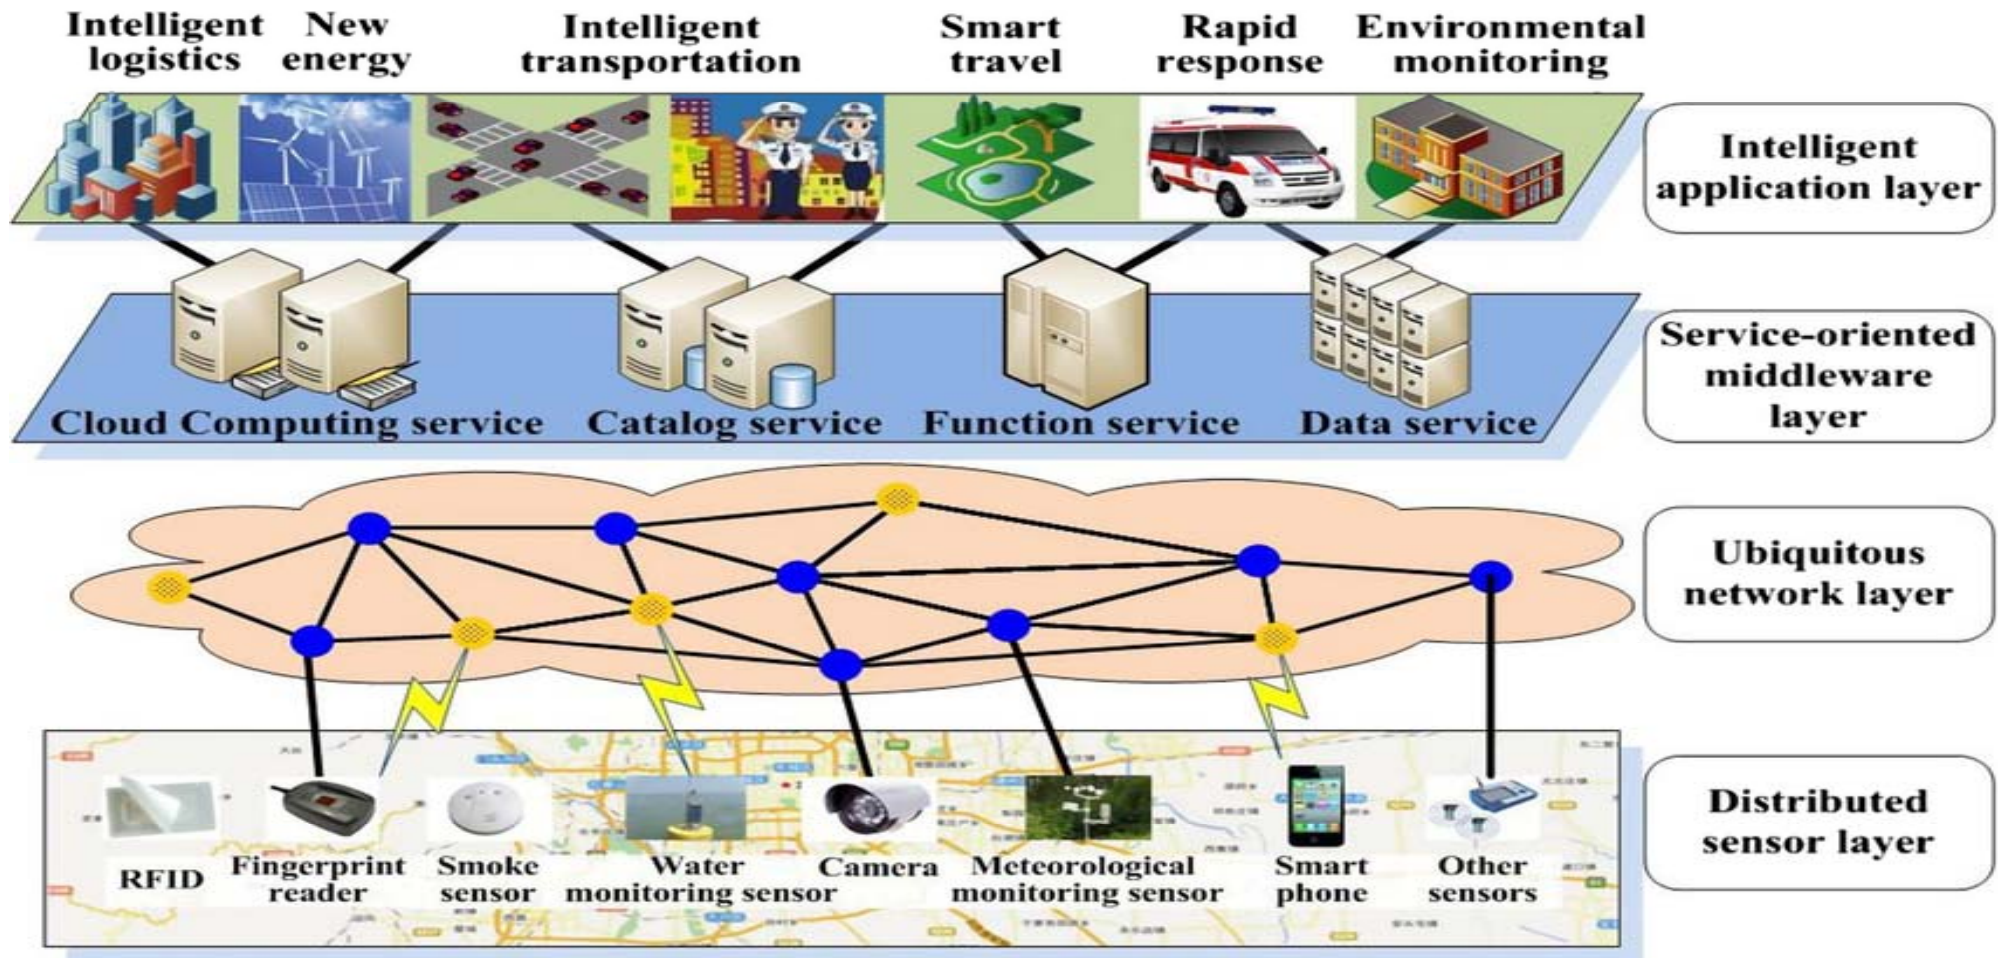 Intelligent logistics
New energy
Intelligent transportation
Smart travel
Rapid response
Environmental monitoring
Intelligent
application layer
Cloud Computing service
Catalog service
Function service
Data service
Service-oriented
middleware
layer
Ubiquitous
network layer
RFID
Fingerprint
reader
Smoke
sensor
Water
monitoring sensor
Camera
Meteorological
monitoring sensor
Smart
phone
Other
sensors
Distributed
sensor layer